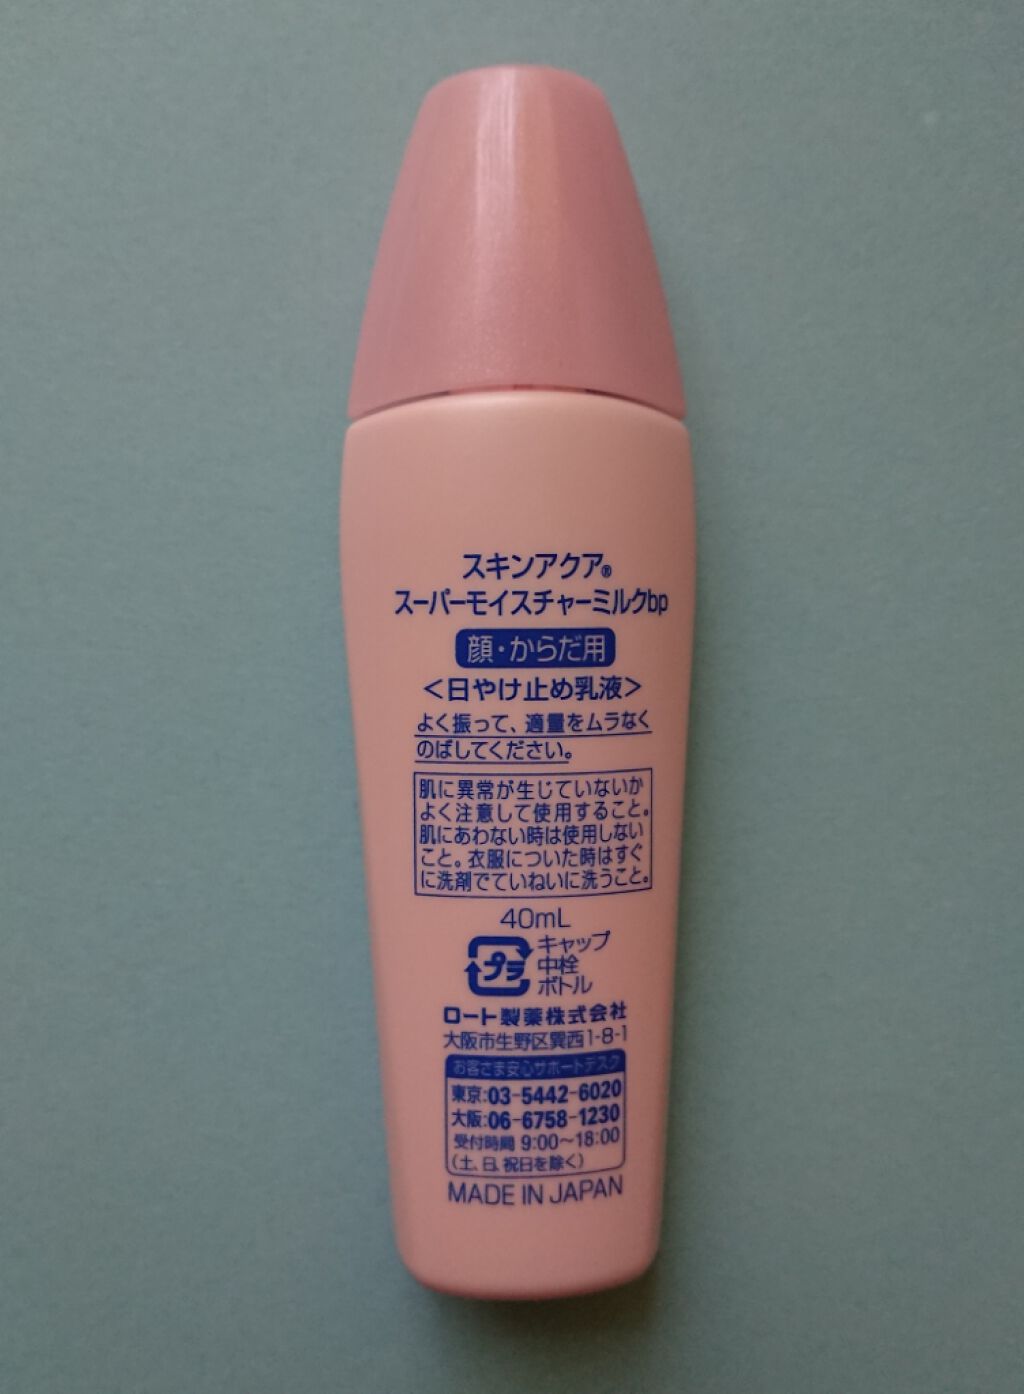 スキンアクア®
スーパーモイスチャーミルクbp
顔・からだ用
＜日やけ止め乳液＞
よく振って、適量をムラなく
のばしてください。
肌に異常が生じていないか
よく注意して使用すること。
肌にあわない時は使用しない
こと。衣服についた時はすぐ
に洗剤でていねいに洗うこと。
40mL
プラ
キャップ
中栓
ボトル
ロート製薬株式会社
大阪市生野区巽西1-8-1
お客さま安心サポートデスク
東京:03-5442-6020
大阪:06-6758-1230
受付時間 9:00〜18:00
(土、日、祝日を除く)
MADE IN JAPAN